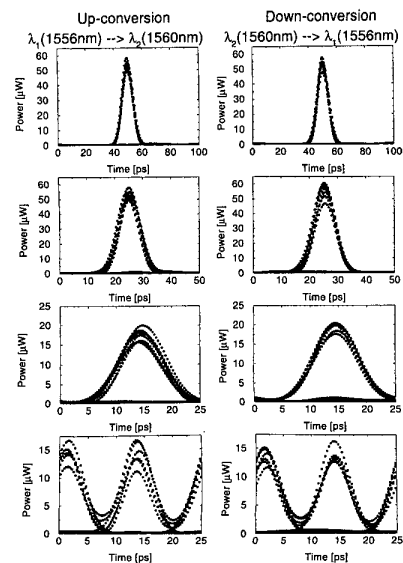 Up-conversion Down-conversion
λ1(1556nm) --> λ2(1560nm) λ2(1560nm) --> λ1(1556nm)
Power [μW] 60 50 40 30 20 10 0 Power [μW] 60 50 40 30 20 10 0
0 20 40 60 80 100 0 20 40 60 80 100
Time [ps] Time [ps]
Power [μW] 60 50 40 30 20 10 0 Power [μW] 60 50 40 30 20 10 0
0 10 20 30 40 50 0 10 20 30 40 50
Time [ps] Time [ps]
Power [μW] 25 20 15 10 5 0 Power [μW] 25 20 15 10 5 0
0 5 10 15 20 25 0 5 10 15 20 25
Time [ps] Time [ps]
Power [μW] 15 10 5 0 Power [μW] 15 10 5 0
0 5 10 15 20 25 0 5 10 15 20 25
Time [ps] Time [ps]